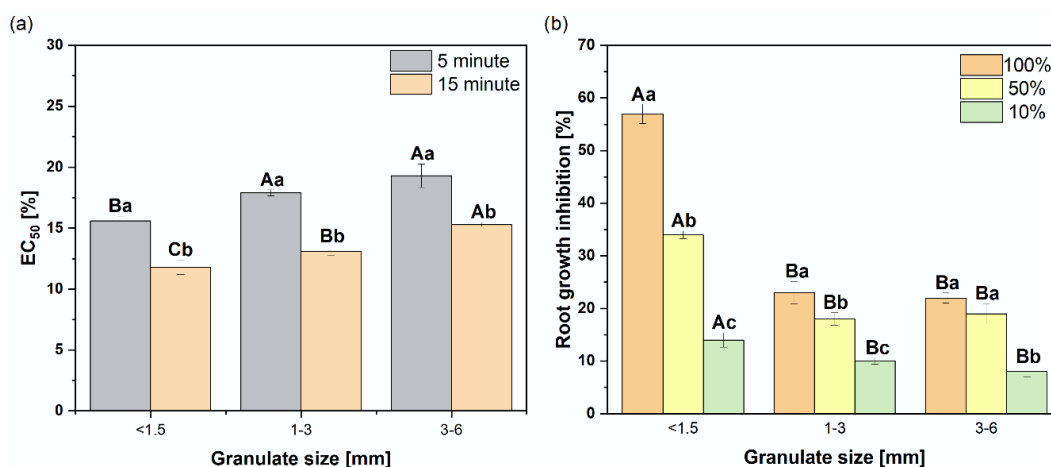 (a)
30
25
20
15
10
5
0
EC₅₀ [%]
5 minute
15 minute
Ba
Cb
Aa
Bb
Aa
Ab
<1.5
1-3
3-6
Granulate size [mm]
(b)
70
60
50
40
30
20
10
0
Root growth inhibition [%]
100%
50%
10%
Aa
Ab
Ac
Ba
Bb
Bc
Ba
Ba
Bb
<1.5
1-3
3-6
Granulate size [mm]